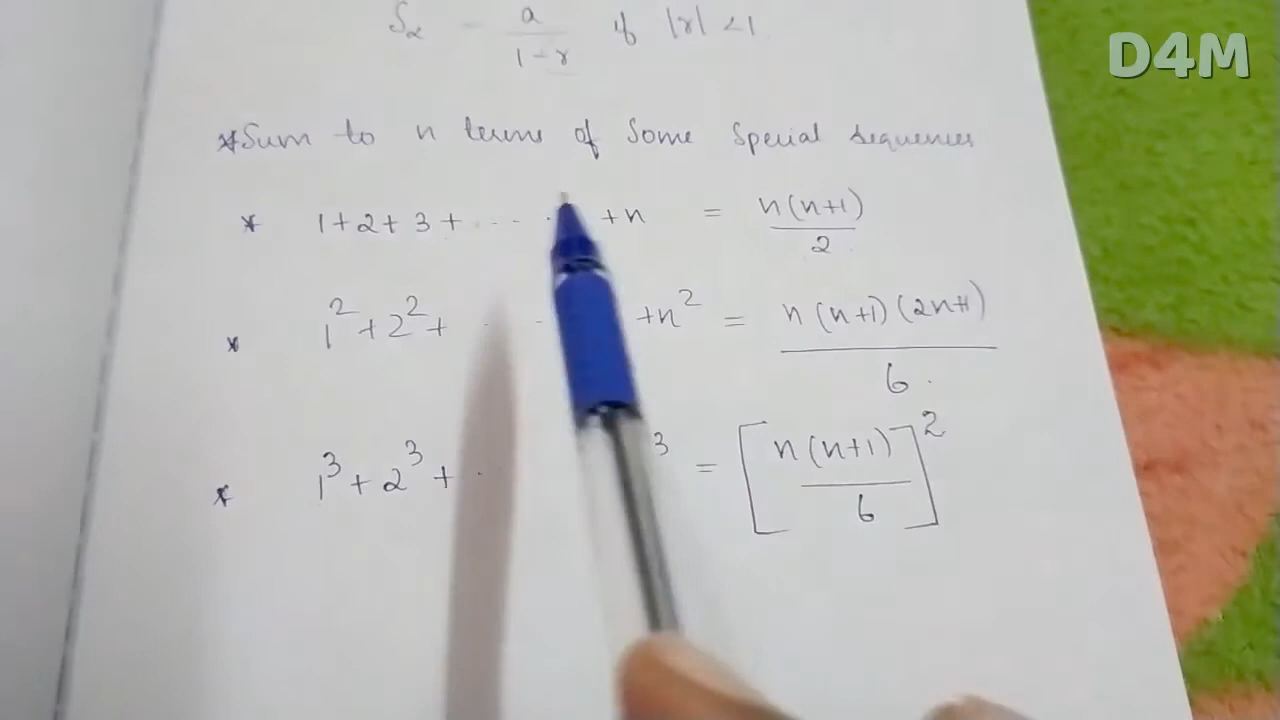 D4M
S∝ = a/(1-r) if |r| <1
*Sum to n terms of Some Special Sequences
* 1+2+3+ ... +n = n(n+1)/2
* 1²+2²+ ... +n² = n(n+1)(2n+1)/6.
* 1³+2³+ ... ³ = [n(n+1)/6]²